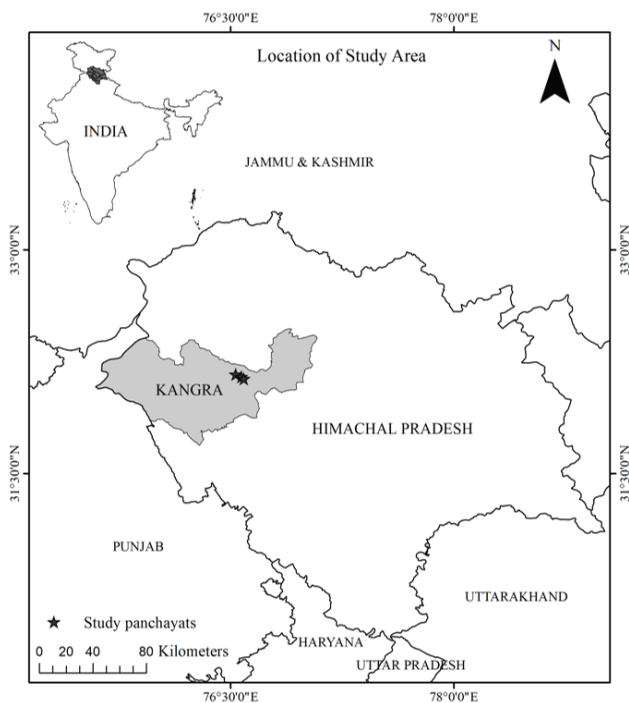 76°30'0"E 78°0'0"E
Location of Study Area
N
INDIA
JAMMU & KASHMIR
33°0'0"N 33°0'0"N
KANGRA
HIMACHAL PRADESH
31°30'0"N 31°30'0"N
PUNJAB
UTTARAKHAND
Study panchayats
HARYANA
0 20 40 80 Kilometers
UTTAR PRADESH
76°30'0"E 78°0'0"E